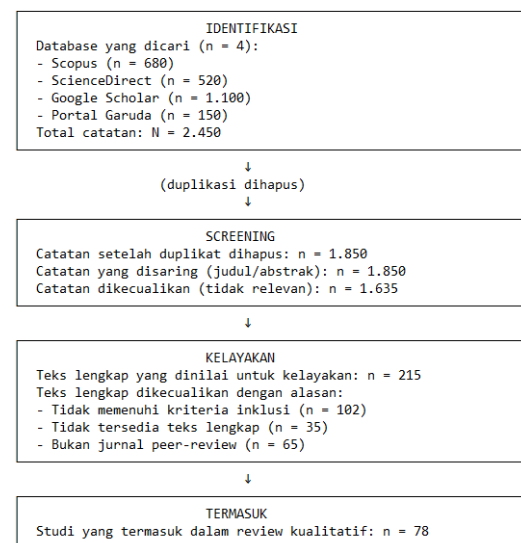 IDENTIFIKASI
Database yang dicari (n = 4):
- Scopus (n = 680)
- ScienceDirect (n = 520)
- Google Scholar (n = 1.100)
- Portal Garuda (n = 150)
Total catatan: N = 2.450
↓
(duplikasi dihapus)
↓
SCREENING
Catatan setelah duplikat dihapus: n = 1.850
Catatan yang disaring (judul/abstrak): n = 1.850
Catatan dikecualikan (tidak relevan): n = 1.635
↓
KELAYAKAN
Teks lengkap yang dinilai untuk kelayakan: n = 215
Teks lengkap dikecualikan dengan alasan:
- Tidak memenuhi kriteria inklusi (n = 102)
- Tidak tersedia teks lengkap (n = 35)
- Bukan jurnal peer-review (n = 65)
↓
TERMASUK
Studi yang termasuk dalam review kualitatif: n = 78